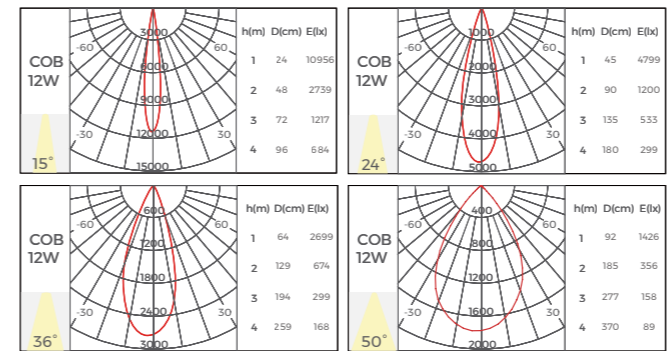 COB
12W
15°
3000
6000
9000
12000
15000
-60
60
-30
30
h(m) D(cm) E(lx)
1 24 10956
2 48 2739
3 72 1217
4 96 684
COB
12W
24°
1000
2000
3000
4000
5000
-60
60
-30
30
h(m) D(cm) E(lx)
1 45 4799
2 90 1200
3 135 533
4 180 299
COB
12W
36°
600
1200
1800
2400
3000
-60
60
-30
30
h(m) D(cm) E(lx)
1 64 2699
2 129 674
3 194 299
4 259 168
COB
12W
50°
400
800
1200
1600
2000
-60
60
-30
30
h(m) D(cm) E(lx)
1 92 1426
2 185 356
3 277 158
4 370 89